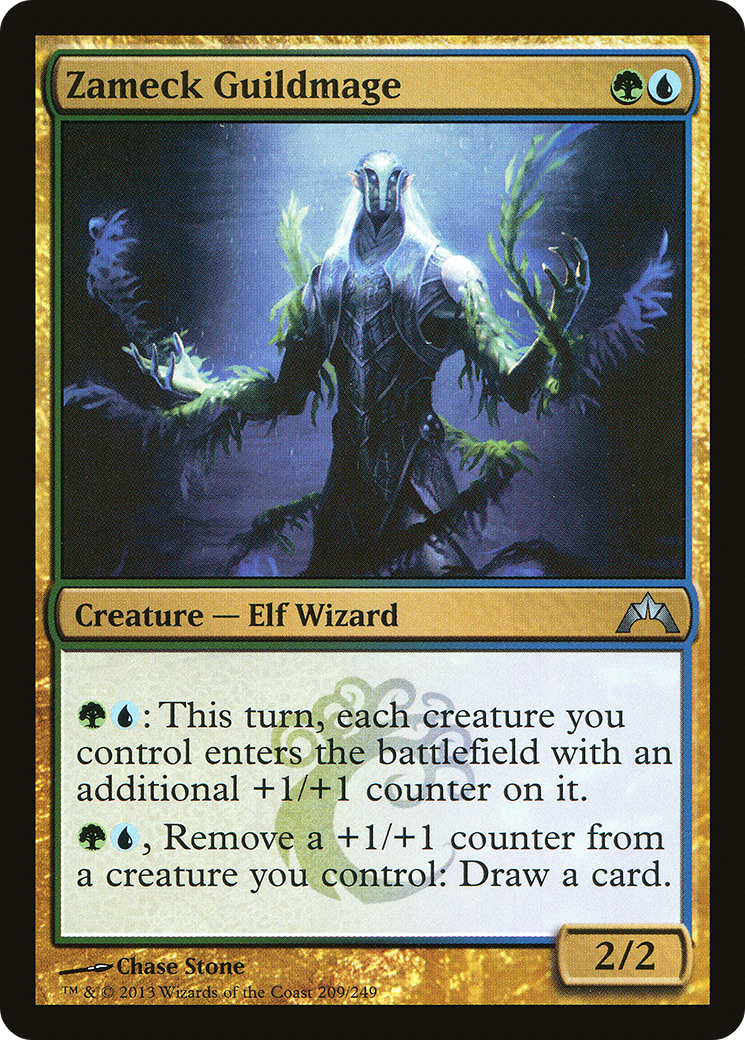 Zameck Guildmage
Creature — Elf Wizard
: This turn, each creature you
control enters the battlefield with an
additional +1/+1 counter on it.
, Remove a +1/+1 counter from
a creature you control: Draw a card.
2/2
Chase Stone
™ & © 2013 Wizards of the Coast 209/249